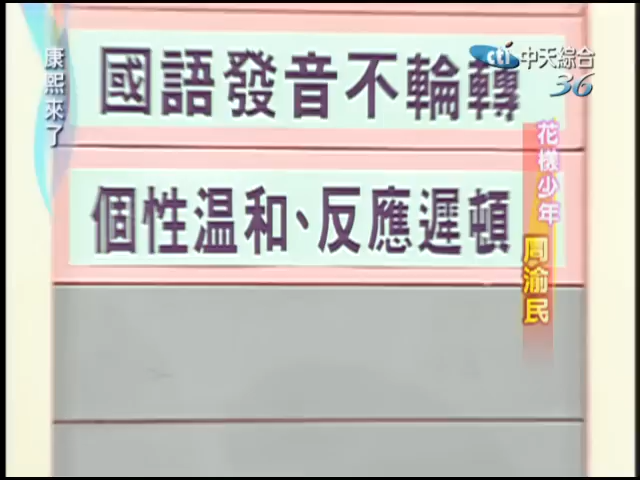 國語發音不輪轉
個性溫和、反應遲頓
康熙來了
cti 中天綜合
36
花樣少年
周渝民